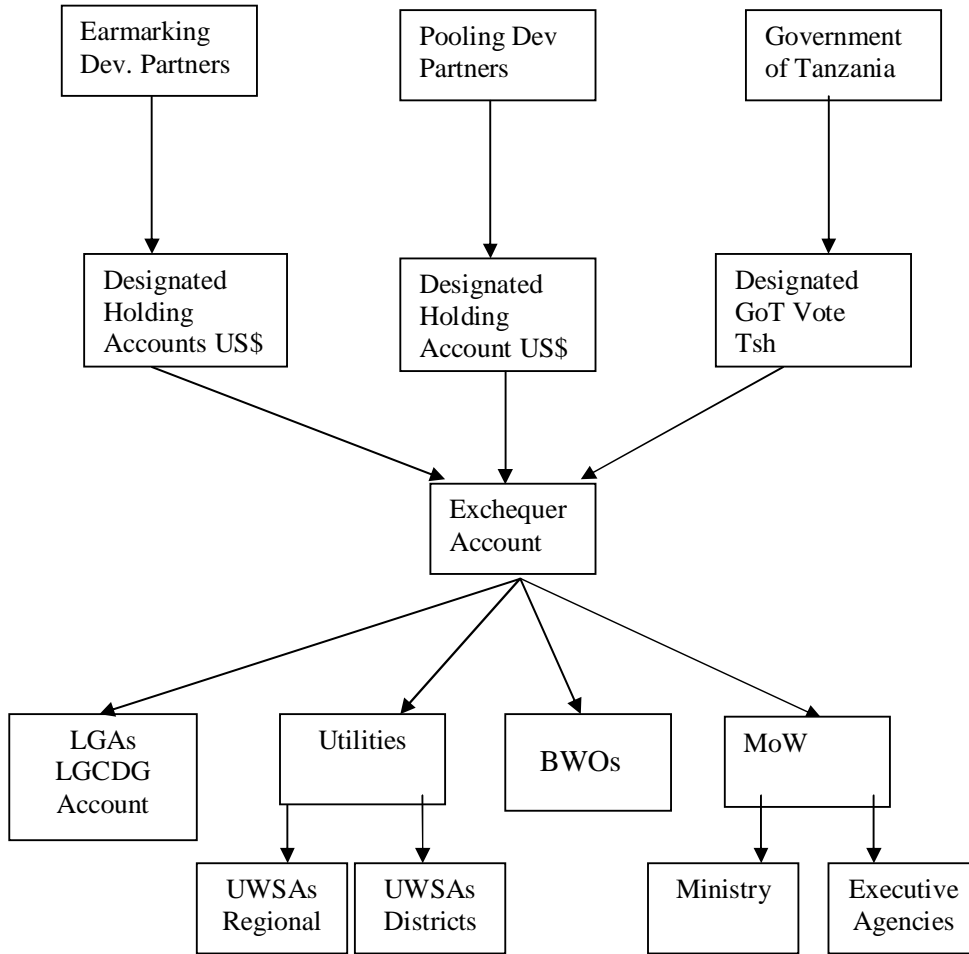 Earmarking
Dev. Partners
Pooling Dev
Partners
Government
of Tanzania
Designated
Holding
Accounts US$
Designated
Holding
Account US$
Designated
GoT Vote
Tsh
Exchequer
Account
LGAs
LGCDG
Account
Utilities
BWOs
MoW
UWSAs
Regional
UWSAs
Districts
Ministry
Executive
Agencies